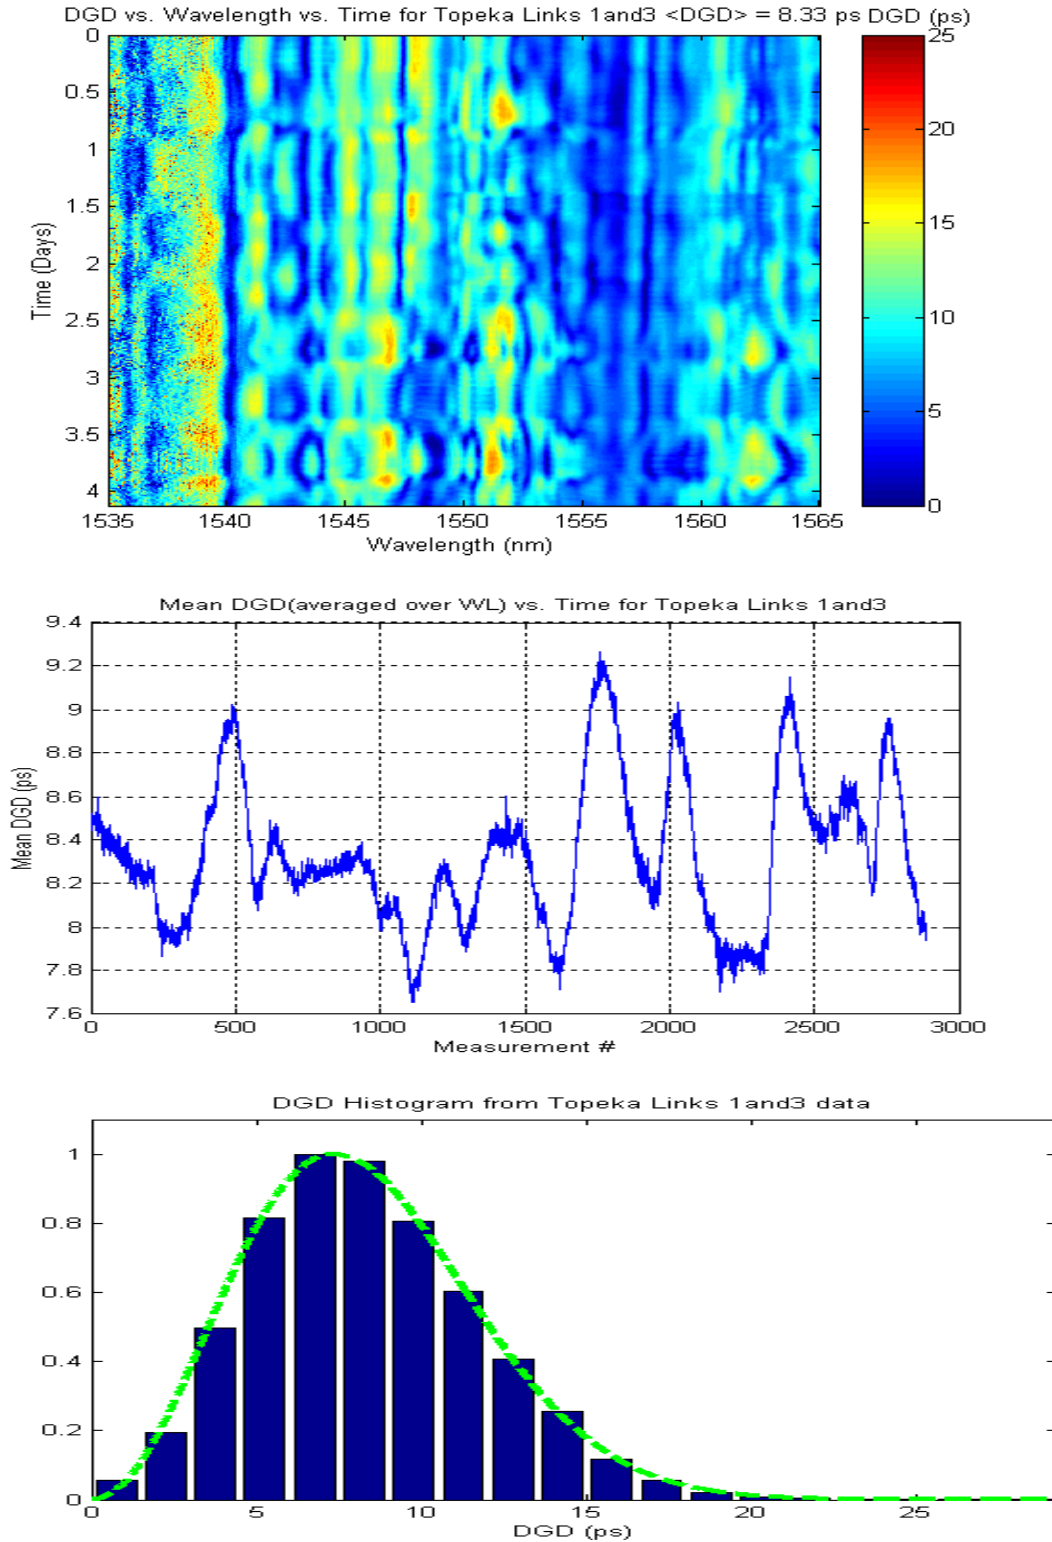 DGD vs. Wavelength vs. Time for Topeka Links 1and3 <DGD> = 8.33 ps DGD (ps)
0
0.5
1
1.5
2
2.5
3
3.5
4
Time (Days)
1535 1540 1545 1550 1555 1560 1565
Wavelength (nm)
25
20
15
10
5
0
Mean DGD(averaged over WL) vs. Time for Topeka Links 1and3
9.4
9.2
9
8.8
8.6
8.4
8.2
8
7.8
7.6
Mean DGD (ps)
0 500 1000 1500 2000 2500 3000
Measurement #
DGD Histogram from Topeka Links 1and3 data
1
0.8
0.6
0.4
0.2
0
0 5 10 15 20 25
DGD (ps)